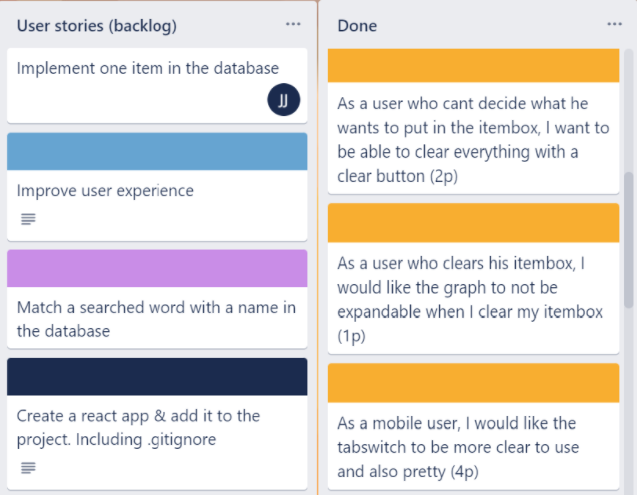 User stories (backlog)
Implement one item in the database
JJ
Improve user experience
Match a searched word with a name in
the database
Create a react app & add it to the
project. Including .gitignore
Done
As a user who cant decide what he
wants to put in the itembox, I want to
be able to clear everything with a
clear button (2p)
As a user who clears his itembox, I
would like the graph to not be
expandable when I clear my itembox
(1p)
As a mobile user, I would like the
tabswitch to be more clear to use
and also pretty (4p)